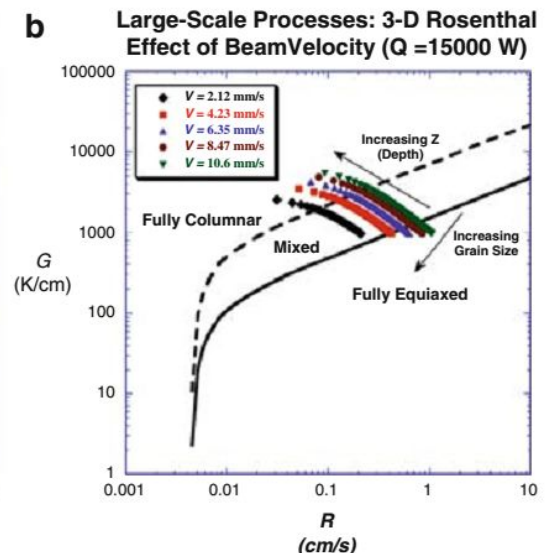 b
Large-Scale Processes: 3-D Rosenthal
Effect of BeamVelocity (Q =15000 W)
100000
10000
1000
100
10
1
G
(K/cm)
V = 2.12 mm/s
V = 4.23 mm/s
V = 6.35 mm/s
V = 8.47 mm/s
V = 10.6 mm/s
Increasing Z
(Depth)
Fully Columnar
Mixed
Increasing
Grain Size
Fully Equiaxed
0.001
0.01
0.1
1
10
R
(cm/s)